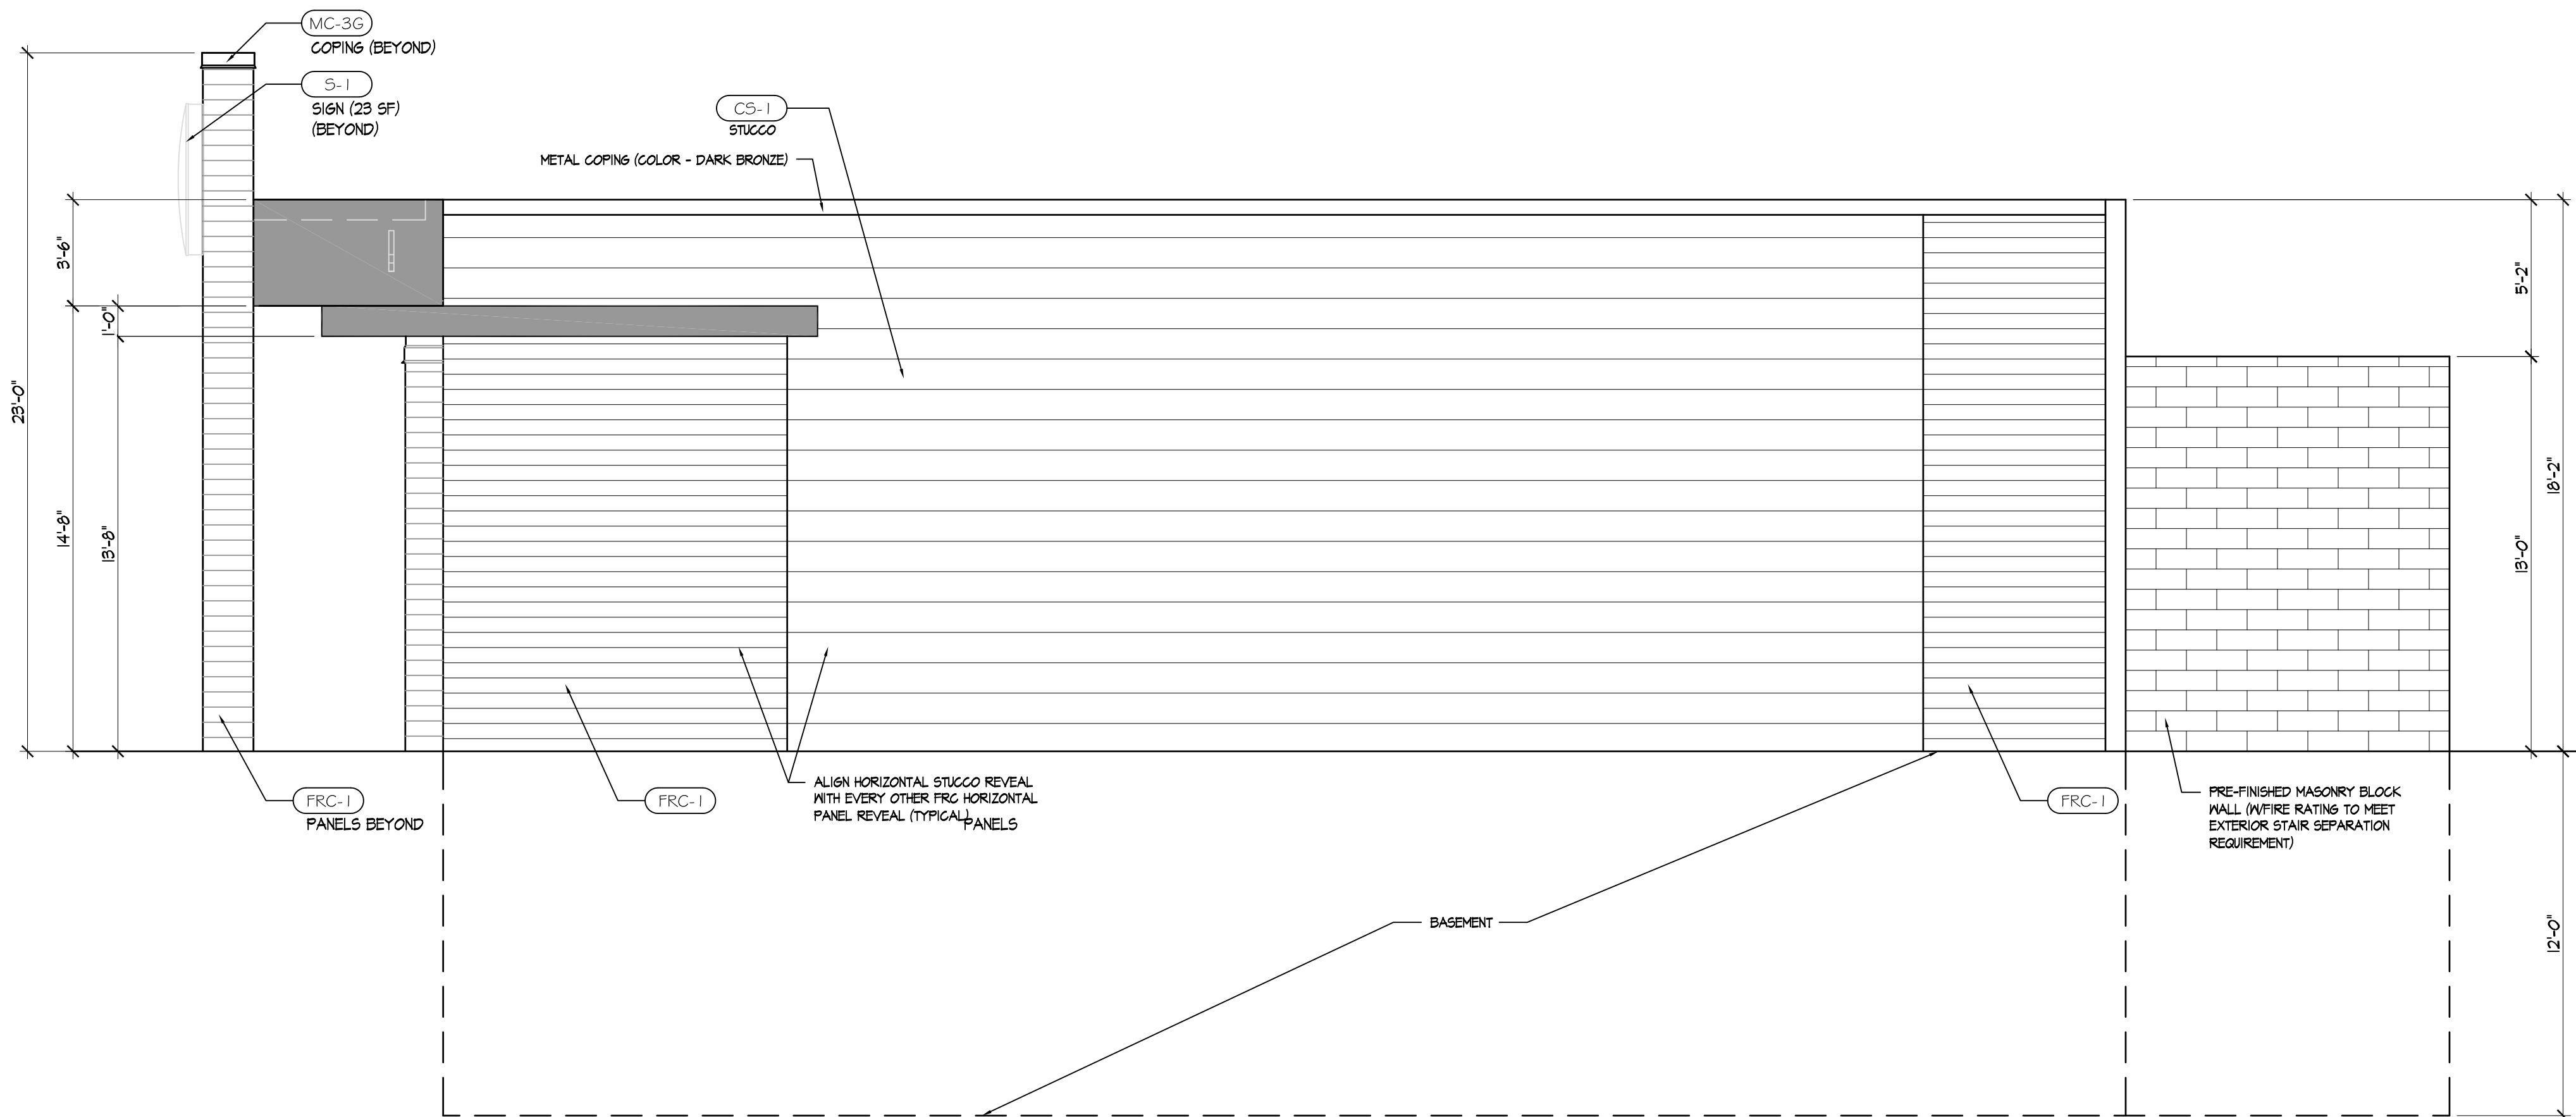 MC-3G
COPING (BEYOND)
S-1
SIGN (23 SF)
(BEYOND)
CS-1
STUCCO
METAL COPING (COLOR - DARK BRONZE)
23'-0"
3'-6"
1'-0"
14'-8"
13'-8"
5'-2"
18'-2"
13'-0"
12'-0"
FRC-1
PANELS BEYOND
FRC-1
ALIGN HORIZONTAL STUCCO REVEAL
WITH EVERY OTHER FRC HORIZONTAL
PANEL REVEAL (TYPICAL)
PANELS
FRC-1
PRE-FINISHED MASONRY BLOCK
WALL (W/FIRE RATING TO MEET
EXTERIOR STAIR SEPARATION
REQUIREMENT)
BASEMENT